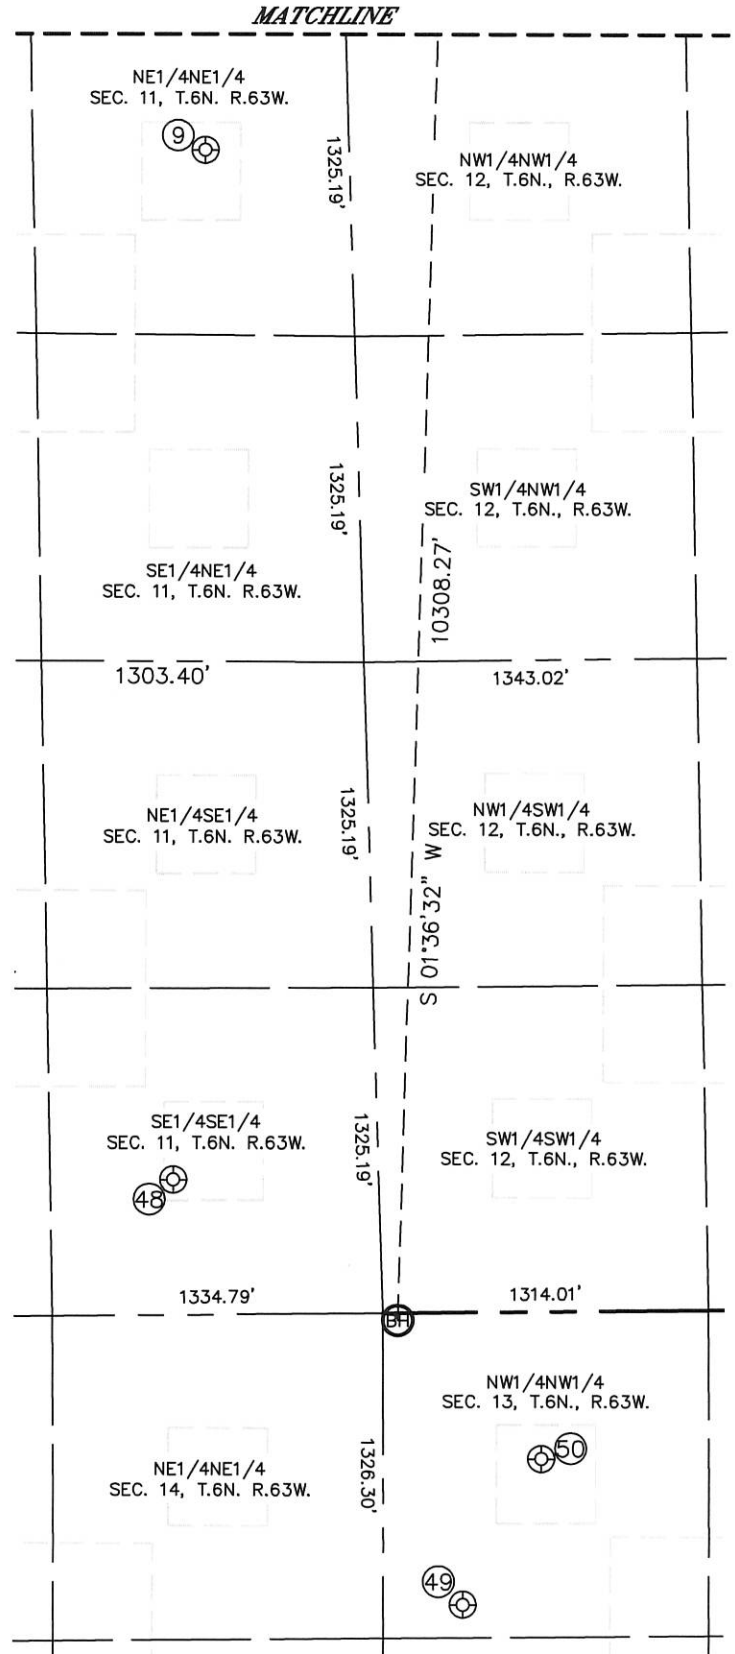 MATCHLINE
NE1/4NE1/4
SEC. 11, T.6N. R.63W.
9
1325.19'
NW1/4NW1/4
SEC. 12, T.6N., R.63W.
1325.19'
SW1/4NW1/4
SEC. 12, T.6N., R.63W.
10308.27'
SE1/4NE1/4
SEC. 11, T.6N. R.63W.
1303.40'
1343.02'
1325.19'
NE1/4SE1/4
SEC. 11, T.6N. R.63W.
NW1/4SW1/4
SEC. 12, T.6N., R.63W.
S 01°36'32" W
SE1/4SE1/4
SEC. 11, T.6N. R.63W.
48
1325.19'
SW1/4SW1/4
SEC. 12, T.6N., R.63W.
1334.79'
1314.01'
BH
NW1/4NW1/4
SEC. 13, T.6N., R.63W.
50
NE1/4NE1/4
SEC. 14, T.6N. R.63W.
1326.30'
49